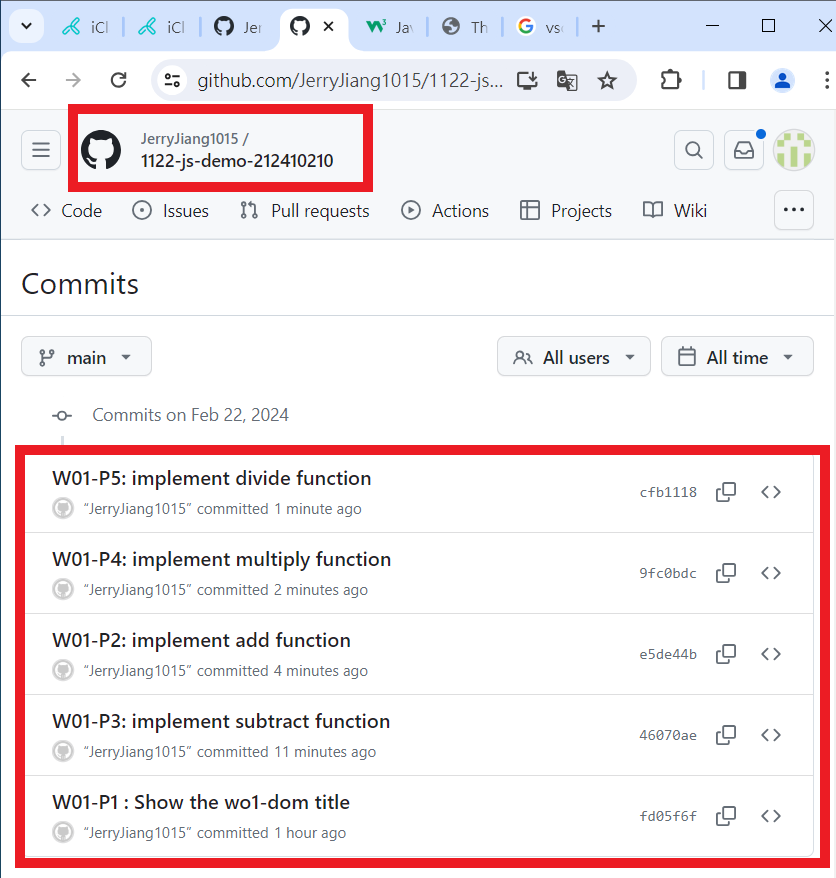 iCl
iCl
Jer
Jav
Th
vsc
github.com/JerryJiang1015/1122-js...
JerryJiang1015 /
1122-js-demo-212410210
Code
Issues
Pull requests
Actions
Projects
Wiki
Commits
main
All users
All time
Commits on Feb 22, 2024
W01-P5: implement divide function
“JerryJiang1015” committed 1 minute ago
cfb1118
W01-P4: implement multiply function
“JerryJiang1015” committed 2 minutes ago
9fc0bdc
W01-P2: implement add function
“JerryJiang1015” committed 4 minutes ago
e5de44b
W01-P3: implement subtract function
“JerryJiang1015” committed 11 minutes ago
46070ae
W01-P1 : Show the wo1-dom title
“JerryJiang1015” committed 1 hour ago
fd05f6f